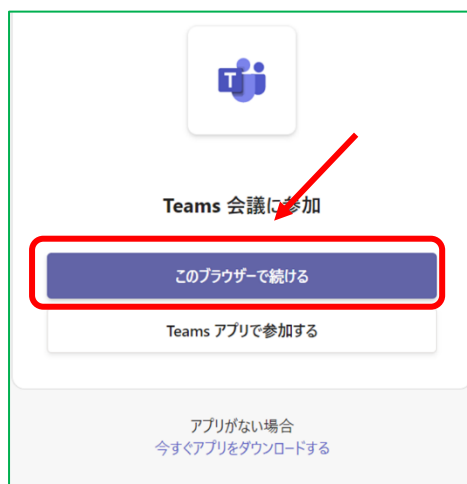 T
Teams 会議に参加
このブラウザーで続ける
Teams アプリで参加する
アプリがない場合
今すぐアプリをダウンロードする